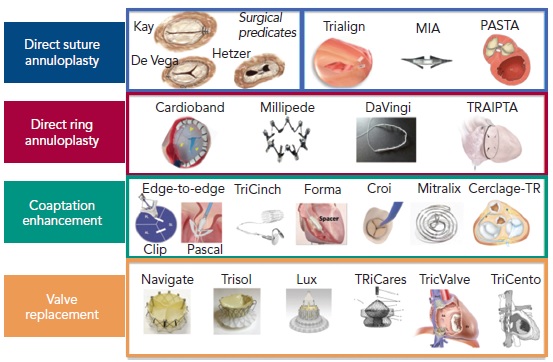 Direct suture
annuloplasty
Kay
De Vega
Surgical
predicates
Hetzer
Trialign
MIA
PASTA
Direct ring
annuloplasty
Cardioband
Millipede
DaVingi
TRAIPTA
Coaptation
enhancement
Edge-to-edge
Clip
Pascal
TriCinch
Forma
Spacer
Croi
Mitralix
Cerclage-TR
Valve
replacement
Navigate
Trisol
Lux
TRiCares
TricValve
TriCento